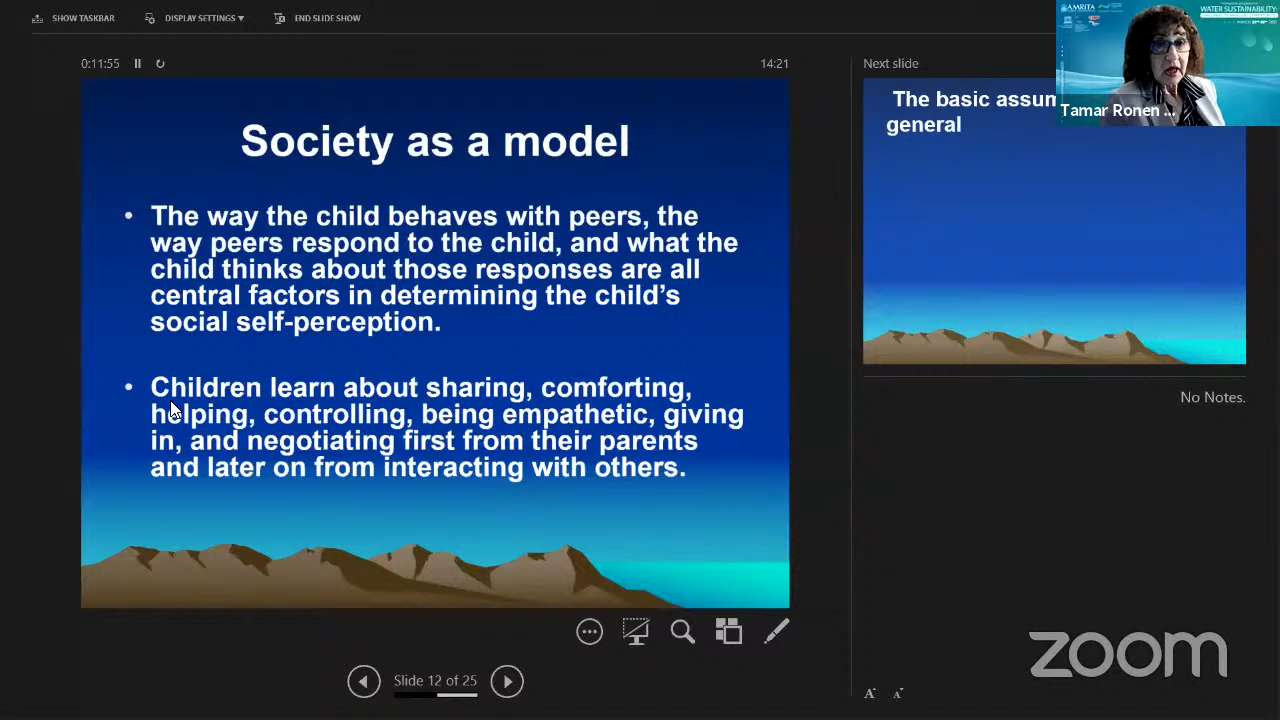 SHOW TASKBAR
DISPLAY SETTINGS ▾
END SLIDE SHOW
0:11:55
14:21
Society as a model
• The way the child behaves with peers, the
way peers respond to the child, and what the
child thinks about those responses are all
central factors in determining the child’s
social self-perception.
• Children learn about sharing, comforting,
helping, controlling, being empathetic, giving
in, and negotiating first from their parents
and later on from interacting with others.
Slide 12 of 25
Next slide
The basic assum
general
No Notes.
AMRITA
WATER SUSTAINABILITY:
Tamar Ronen ...
zoom
A A